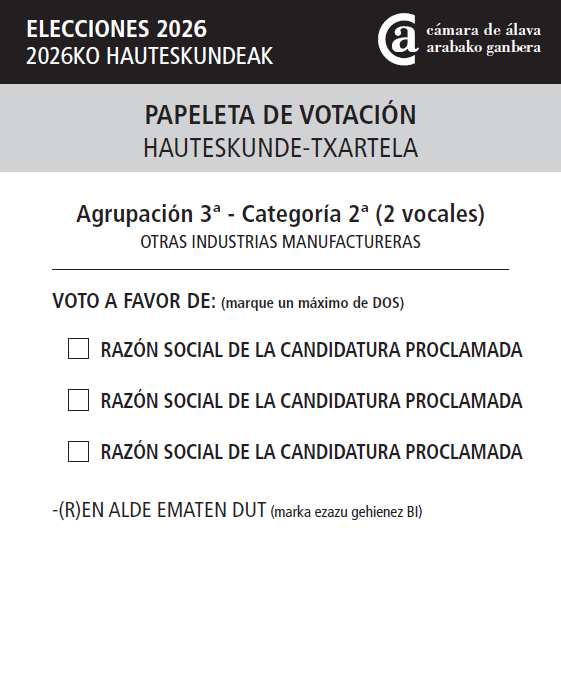 ELECCIONES 2026
2026KO HAUTESKUNDEAK
cámara de álava
arabako ganbera
PAPELETA DE VOTACIÓN
HAUTESKUNDE-TXARTELA
Agrupación 3ª - Categoría 2ª (2 vocales)
OTRAS INDUSTRIAS MANUFACTURERAS
VOTO A FAVOR DE: (marque un máximo de DOS)
RAZÓN SOCIAL DE LA CANDIDATURA PROCLAMADA
RAZÓN SOCIAL DE LA CANDIDATURA PROCLAMADA
RAZÓN SOCIAL DE LA CANDIDATURA PROCLAMADA
-(R)EN ALDE EMATEN DUT (marka ezazu gehienez BI)